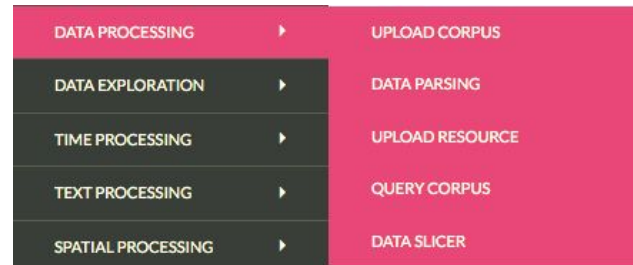 DATA PROCESSING
DATA EXPLORATION
TIME PROCESSING
TEXT PROCESSING
SPATIAL PROCESSING
UPLOAD CORPUS
DATA PARSING
UPLOAD RESOURCE
QUERY CORPUS
DATA SLICER